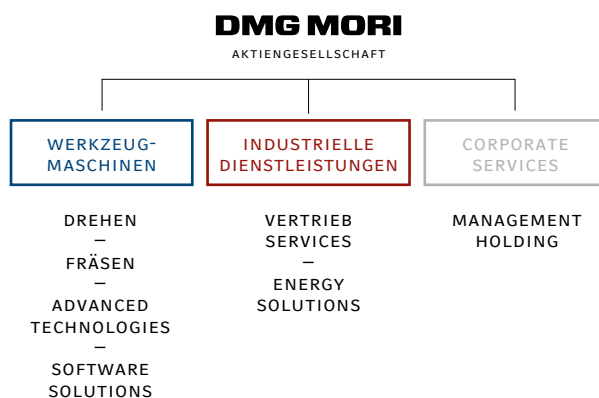 DMG MORI
AKTIENGESELLSCHAFT
WERKZEUG-
MASCHINEN
INDUSTRIELLE
DIENSTLEISTUNGEN
CORPORATE
SERVICES
DREHEN
–
FRÄSEN
–
ADVANCED
TECHNOLOGIES
–
SOFTWARE
SOLUTIONS
VERTRIEB
SERVICES
–
ENERGY
SOLUTIONS
MANAGEMENT
HOLDING